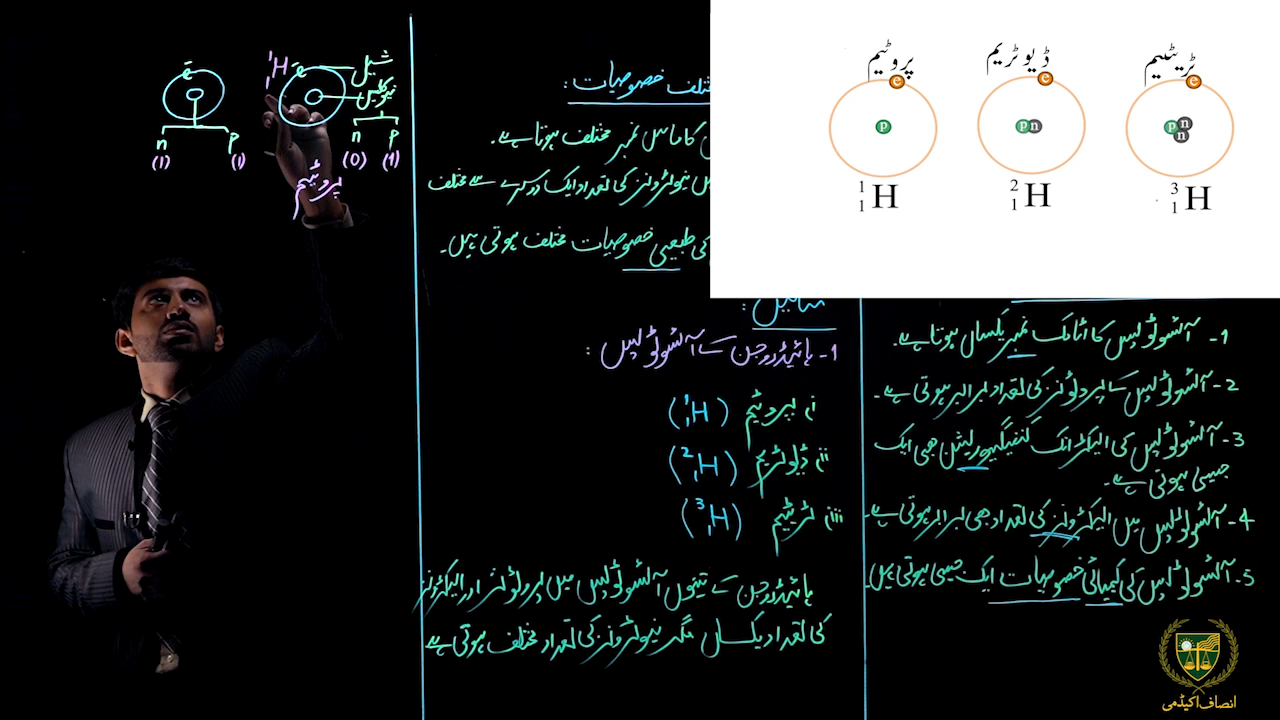 پروٹیم
ڈیوٹریم
ٹریٹیم
e
e
e
p
p n
p n n
¹₁H
²₁H
³₁H
ē
n p
(1) (1)
¹₁H ē
شیل
نیوکلیس
n p
(0) (1)
پروٹیم
مختلف خصوصیات :
کا ماس نمبر مختلف ہوتا ہے۔
نیوٹرونز کی تعداد ایک دوسرے سے مختلف
کی طبعی خصوصیات مختلف ہوتی ہیں۔
مثالیں :
1- ہائیڈروجن کے آئسوٹوپس :
i) پروٹیم (¹₁H)
ii) ڈیوٹریم (²₁H)
iii) ٹریٹیم (³₁H)
ہائیڈروجن کے تینوں آئسوٹوپس میں پروٹونز اور الیکٹرونز
کی تعداد یکساں مگر نیوٹرونز کی تعداد مختلف ہوتی ہے
1- آئسوٹوپس کا اٹامک نمبر یکساں ہوتا ہے۔
2- آئسوٹوپس کے پروٹونز کی تعداد برابر ہوتی ہے۔
3- آئسوٹوپس کی الیکٹرانک کنفیگیوریشن بھی ایک
جیسی ہوتی ہے۔
4- آئسوٹوپس میں الیکٹرونز کی تعداد بھی برابر ہوتی ہے۔
5- آئسوٹوپس کی کیمیائی خصوصیات ایک جیسی ہوتی ہیں۔
انصاف اکیڈمی